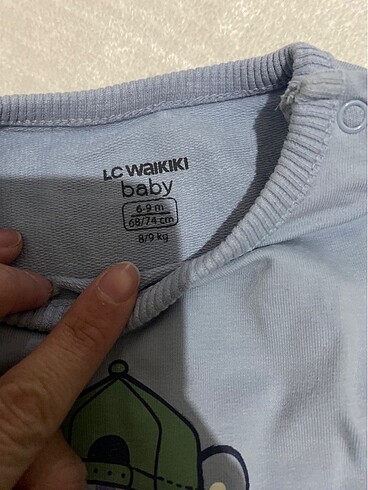 LC WAIKIKI
baby
6-9 m
68/74 cm
8/9 kg